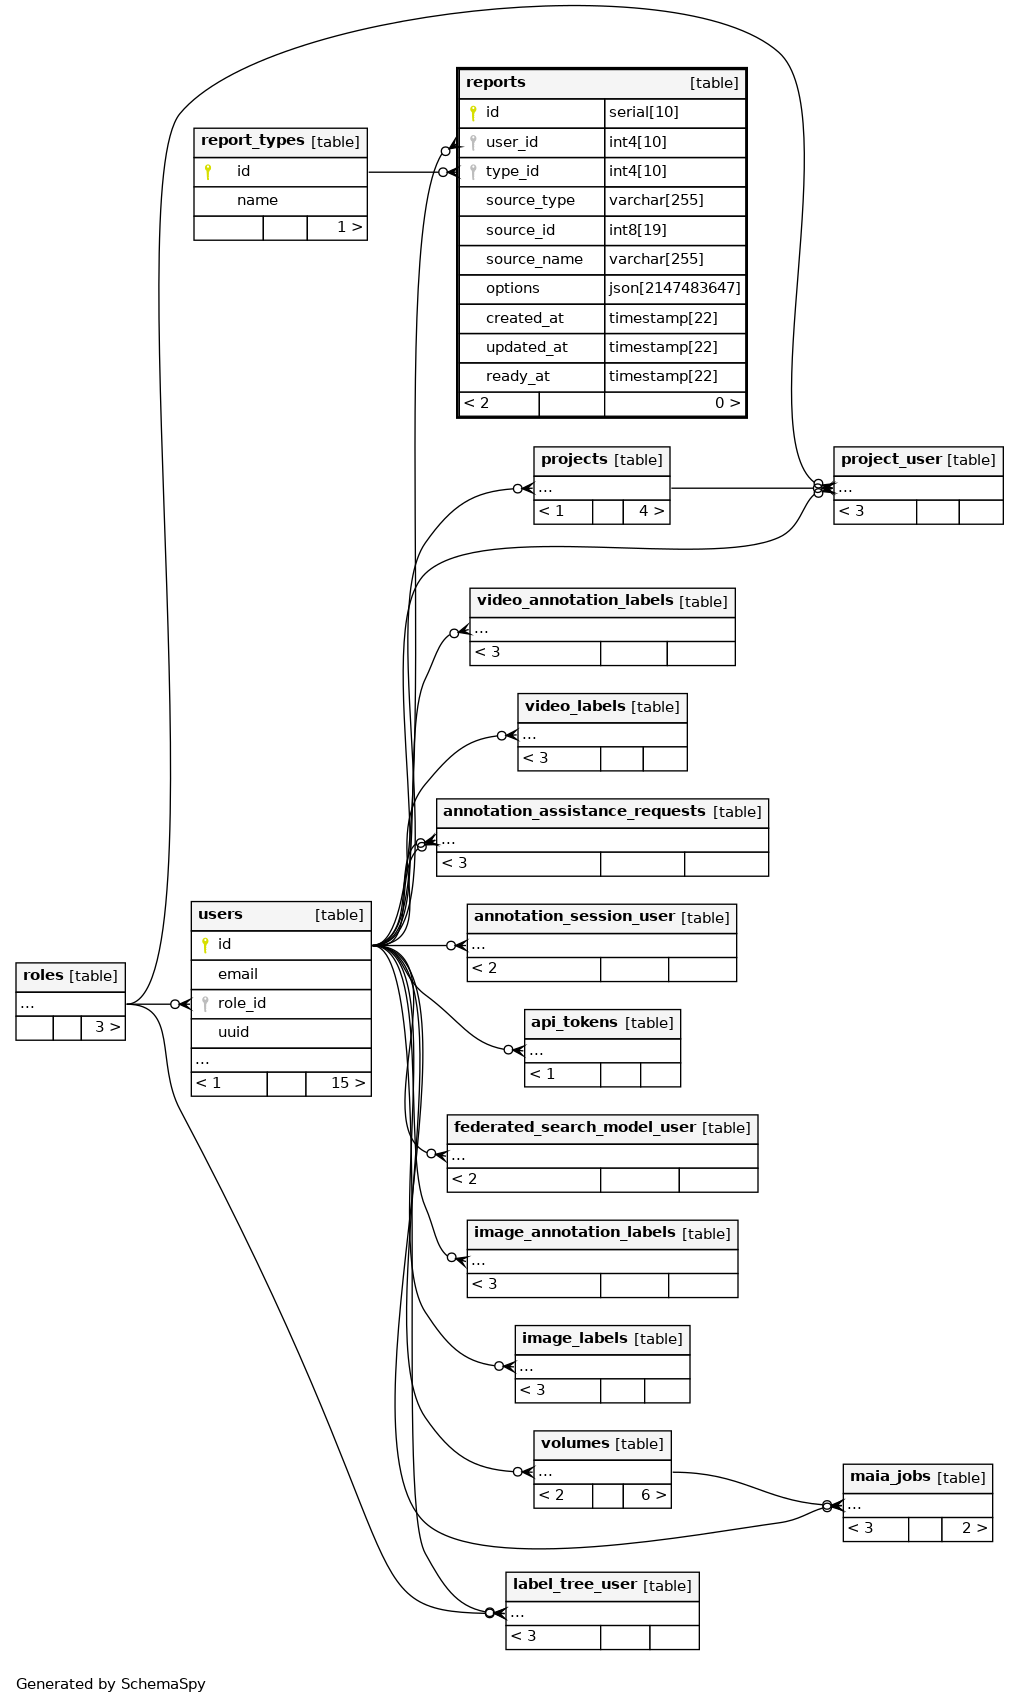 reports [table]
id serial[10]
user_id int4[10]
type_id int4[10]
source_type varchar[255]
source_id int8[19]
source_name varchar[255]
options json[2147483647]
created_at timestamp[22]
updated_at timestamp[22]
ready_at timestamp[22]
< 2 0 >
report_types [table]
id
name
1 >
projects [table]
...
< 1 4 >
project_user [table]
...
< 3
video_annotation_labels [table]
...
< 3
video_labels [table]
...
< 3
annotation_assistance_requests [table]
...
< 3
users [table]
id
email
role_id
uuid
...
< 1 15 >
roles [table]
...
3 >
annotation_session_user [table]
...
< 2
api_tokens [table]
...
< 1
federated_search_model_user [table]
...
< 2
image_annotation_labels [table]
...
< 3
image_labels [table]
...
< 3
volumes [table]
...
< 2 6 >
maia_jobs [table]
...
< 3 2 >
label_tree_user [table]
...
< 3
Generated by SchemaSpy